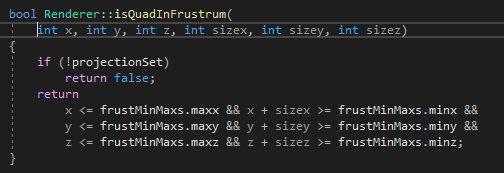 bool Renderer::isQuadInFrustrum(
int x, int y, int z, int sizex, int sizey, int sizez)
{
if (!projectionSet)
return false;
return
x <= frustMinMaxs.maxx && x + sizex >= frustMinMaxs.minx &&
y <= frustMinMaxs.maxy && y + sizey >= frustMinMaxs.miny &&
z <= frustMinMaxs.maxz && z + sizez >= frustMinMaxs.minz;
}